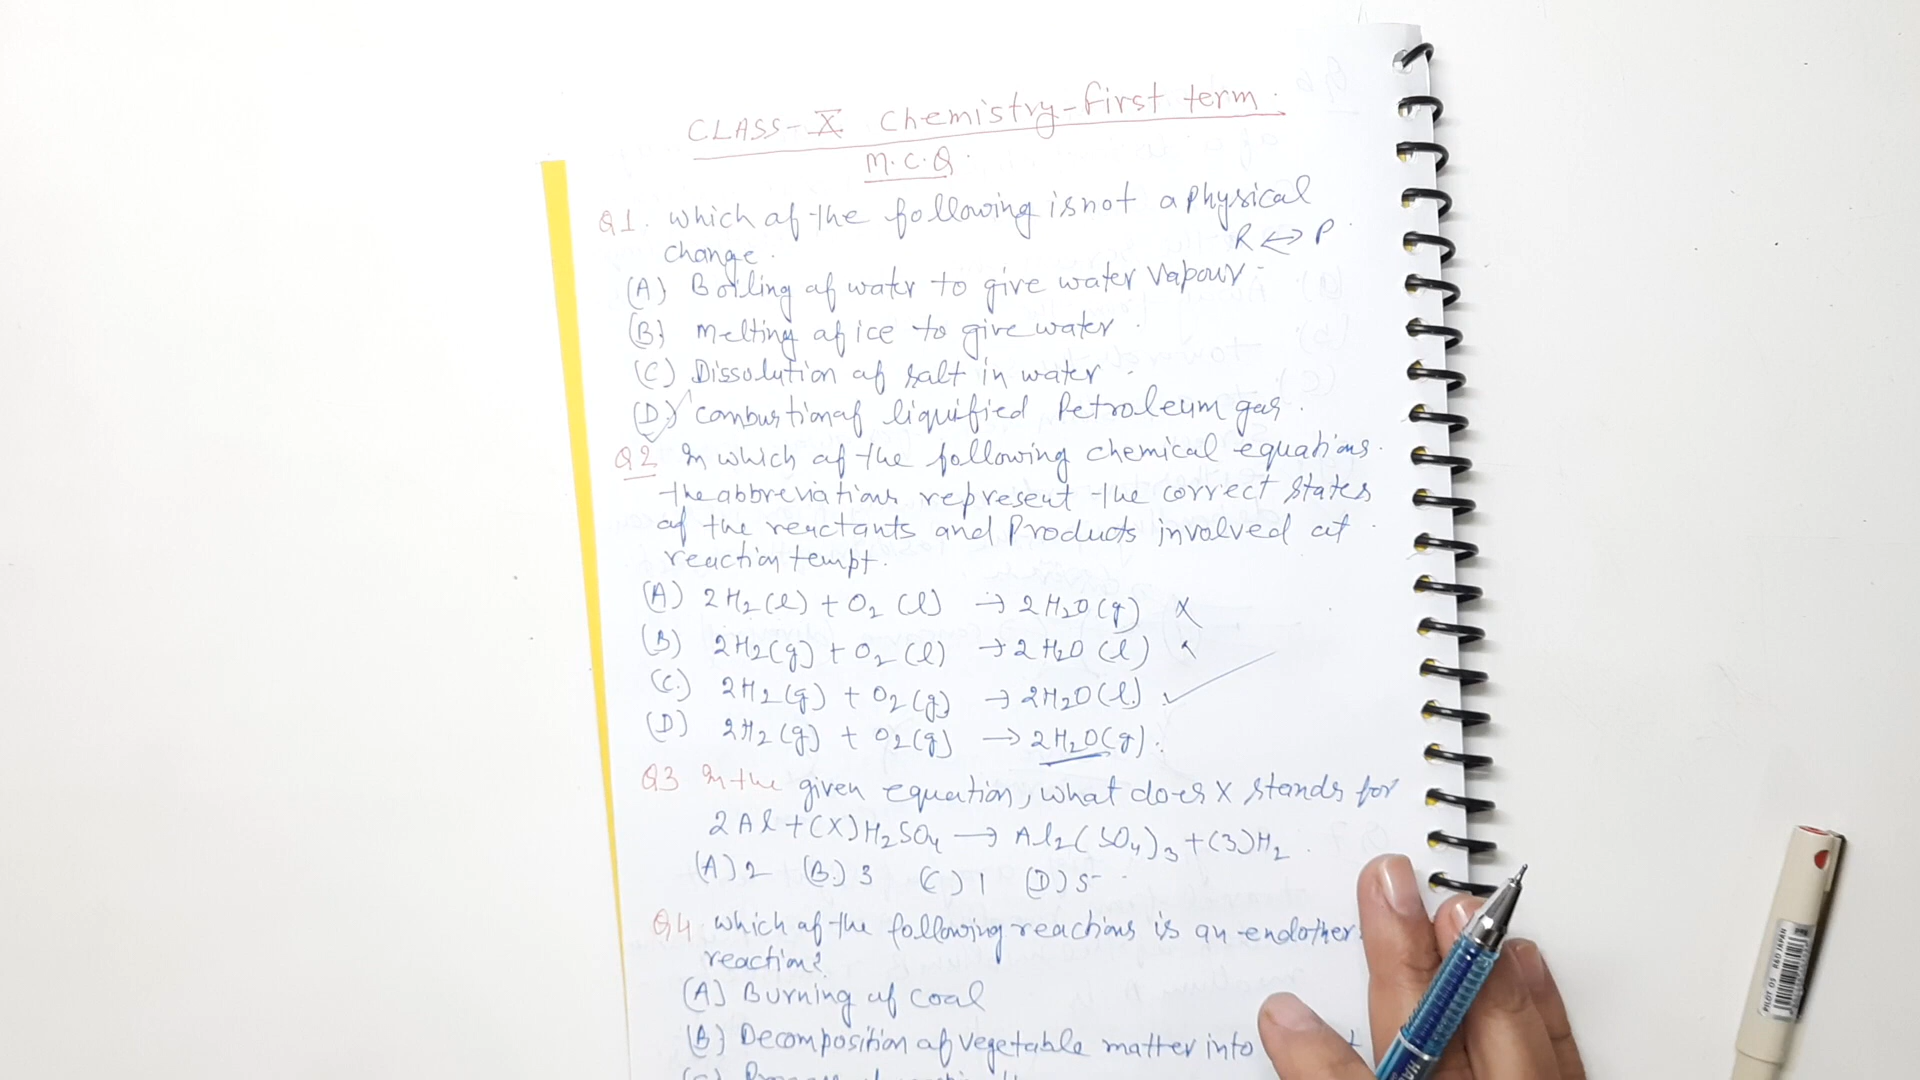 CLASS-X Chemistry-First term.
M.C.Q.
Q1. which of the following is not a physical
change.
R ↔ P
(A) Boiling of water to give water Vapour
(B) Melting of ice to give water.
(C) Dissolution of salt in water.
(D) combustion of liquified Petroleum gas.
Q2 In which of the following chemical equations.
the abbreviations represent the correct states
of the reactants and Products involved at
reaction tempt.
(A) 2H₂(l) + O₂(l) → 2H₂O(g) X
(B) 2H₂(g) + O₂(l) → 2H₂O(l) x
(C.) 2H₂(g) + O₂(g) → 2H₂O(l.) ✓
(D) 2H₂(g) + O₂(g) → 2H₂O(g).
Q3 In the given equation, what does X stands for
2Al + (X)H₂SO₄ → Al₂(SO₄)₃ + (3)H₂.
(A) 2 (B.) 3 (C) 1 (D) 5
Q4 which of the following reactions is an endother
reaction?
(A) Burning of coal
(B) Decomposition of vegetable matter into
PILOT 05 R&D JAPAN